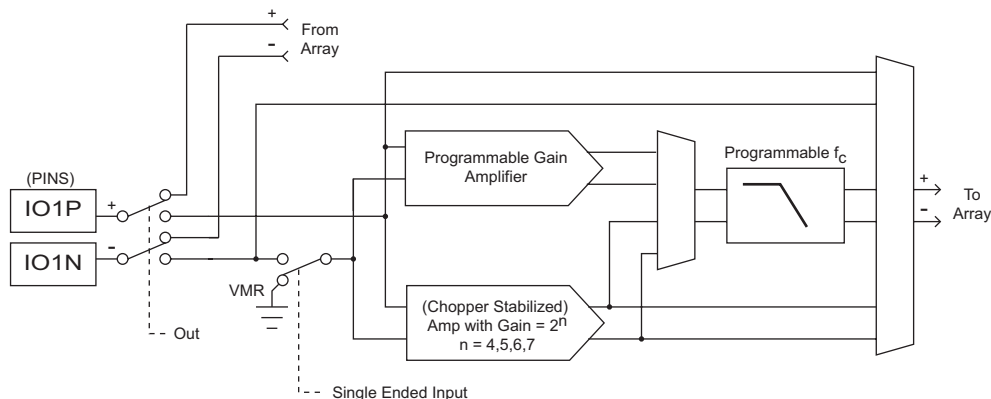 +
From
-
Array
Programmable Gain
Amplifier
Programmable fc
(PINS)
IO1P
+
IO1N
-
-
VMR
+
-
To
Array
(Chopper Stabilized)
Amp with Gain = 2ⁿ
n = 4,5,6,7
Out
Single Ended Input